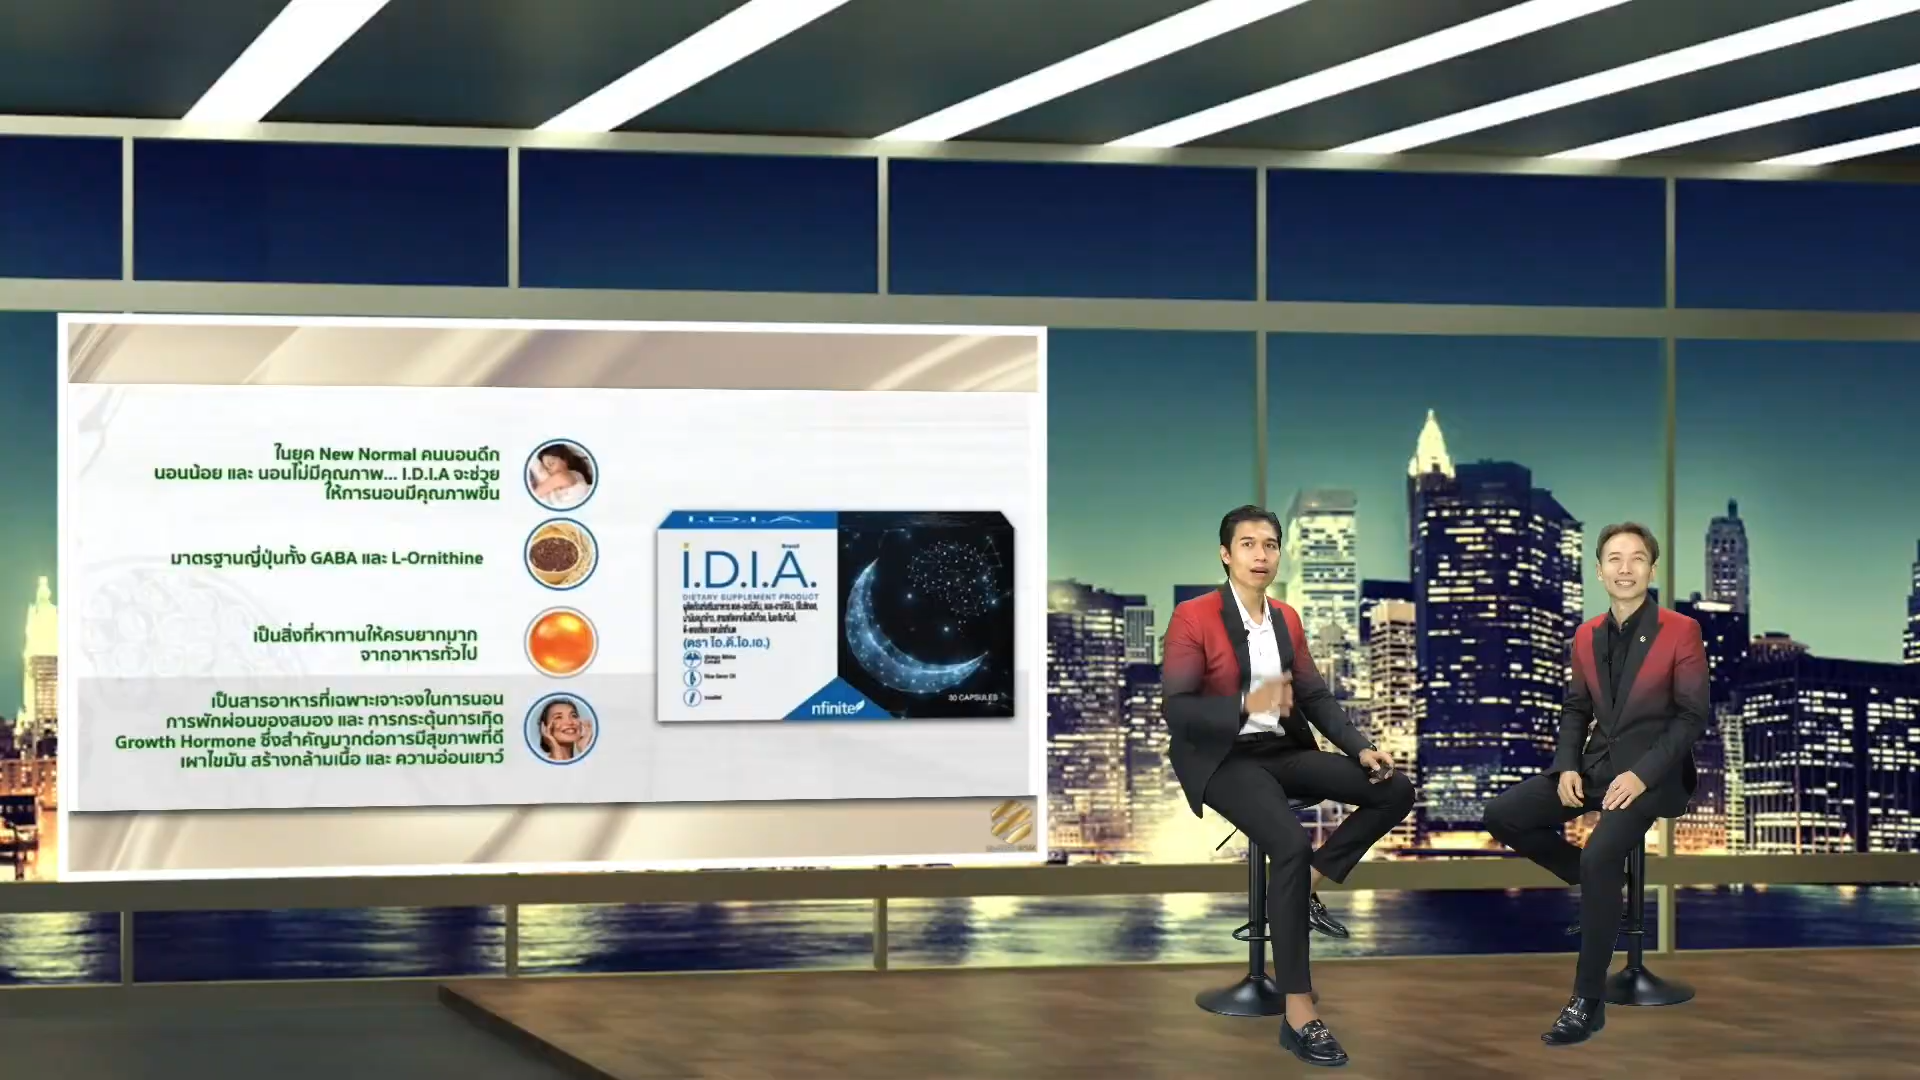 ในยุค New Normal คนนอนดึก
นอนน้อย และ นอนไม่มีคุณภาพ... I.D.I.A จะช่วย
ให้การนอนมีคุณภาพขึ้น
มาตรฐานญี่ปุ่นทั้ง GABA และ L-Ornithine
เป็นสิ่งที่หาทานให้ครบยากมาก
จากอาหารทั่วไป
เป็นสารอาหารที่เฉพาะเจาะจงในการนอน
การพักผ่อนของสมอง และ การกระตุ้นการเกิด
Growth Hormone ซึ่งสำคัญมากต่อการมีสุขภาพที่ดี
เผาไขมัน สร้างกล้ามเนื้อ และ ความอ่อนเยาว์
I.D.I.A.
Brand
i.D.I.A.
DIETARY SUPPLEMENT PRODUCT
(ตรา ไอ.ดี.ไอ.เอ.)
Rice Germ Oil
Inositol
nfinite
30 CAPSULES